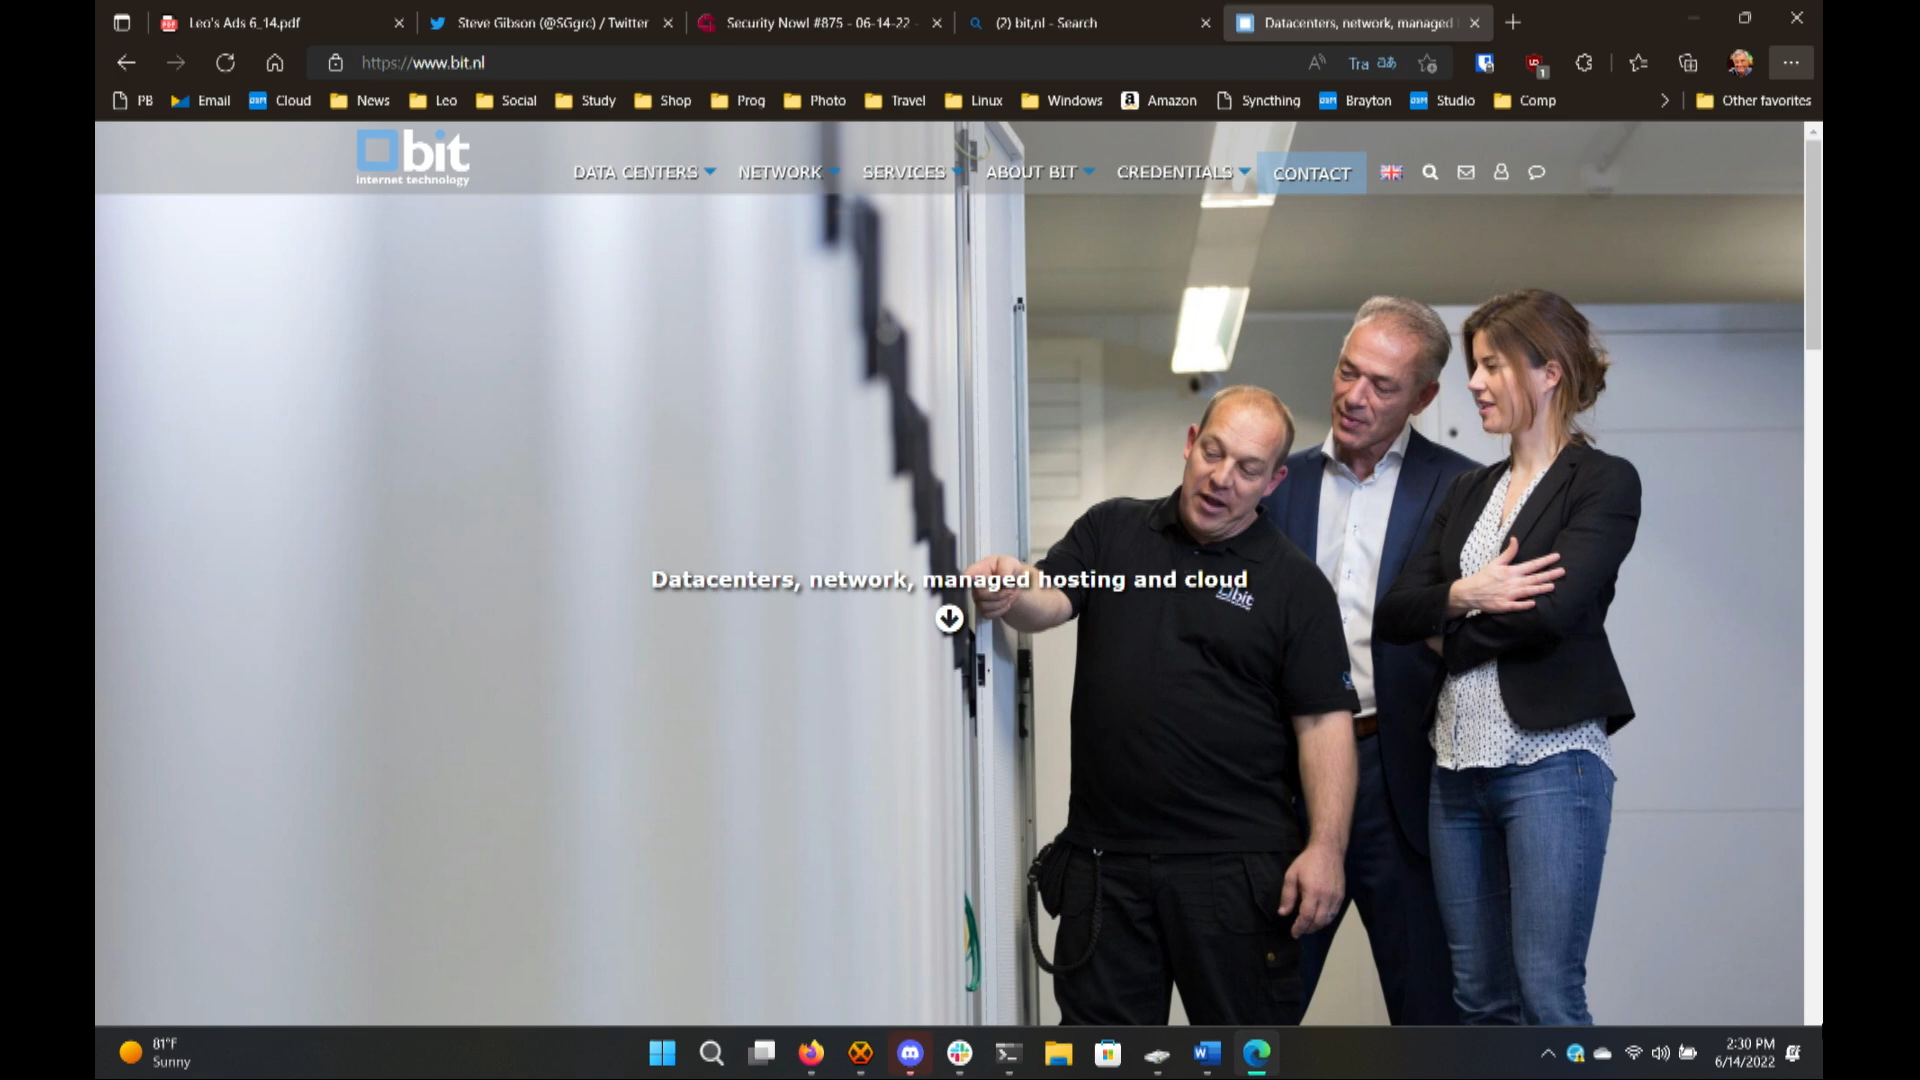 Leo's Ads 6_14.pdf
Steve Gibson (@SGgrc) / Twitter
Security Now! #875 - 06-14-22 -
(2) bit,nl - Search
Datacenters, network, managed
https://www.bit.nl
PB Email Cloud News Leo Social Study Shop Prog Photo Travel Linux Windows Amazon Syncthing Brayton Studio Comp Other favorites
bit
internet technology
DATA CENTERS NETWORK SERVICES ABOUT BIT CREDENTIALS CONTACT
Datacenters, network, managed hosting and cloud
bit
81°F
Sunny
2:30 PM
6/14/2022